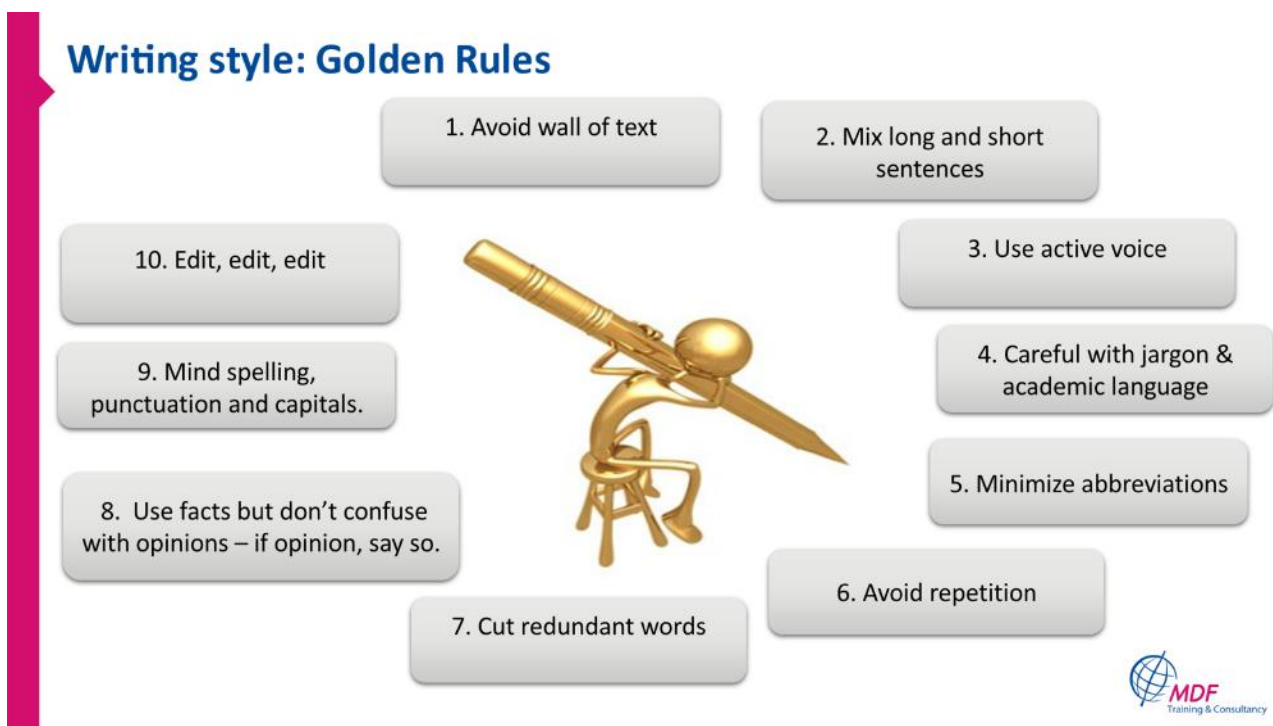 Writing style: Golden Rules
1. Avoid wall of text
2. Mix long and short
sentences
3. Use active voice
4. Careful with jargon &
academic language
5. Minimize abbreviations
6. Avoid repetition
7. Cut redundant words
8.  Use facts but don’t confuse
with opinions – if opinion, say so.
9. Mind spelling,
punctuation and capitals.
10. Edit, edit, edit
MDF
Training & Consultancy